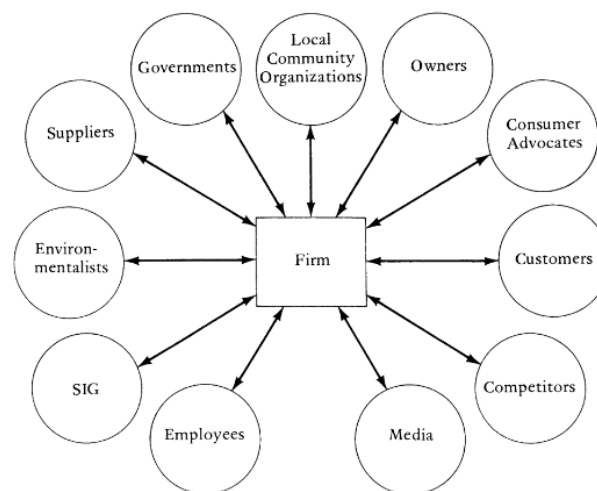 Governments
Local
Community
Organizations
Owners
Suppliers
Consumer
Advocates
Environ-
mentalists
Firm
Customers
SIG
Employees
Media
Competitors